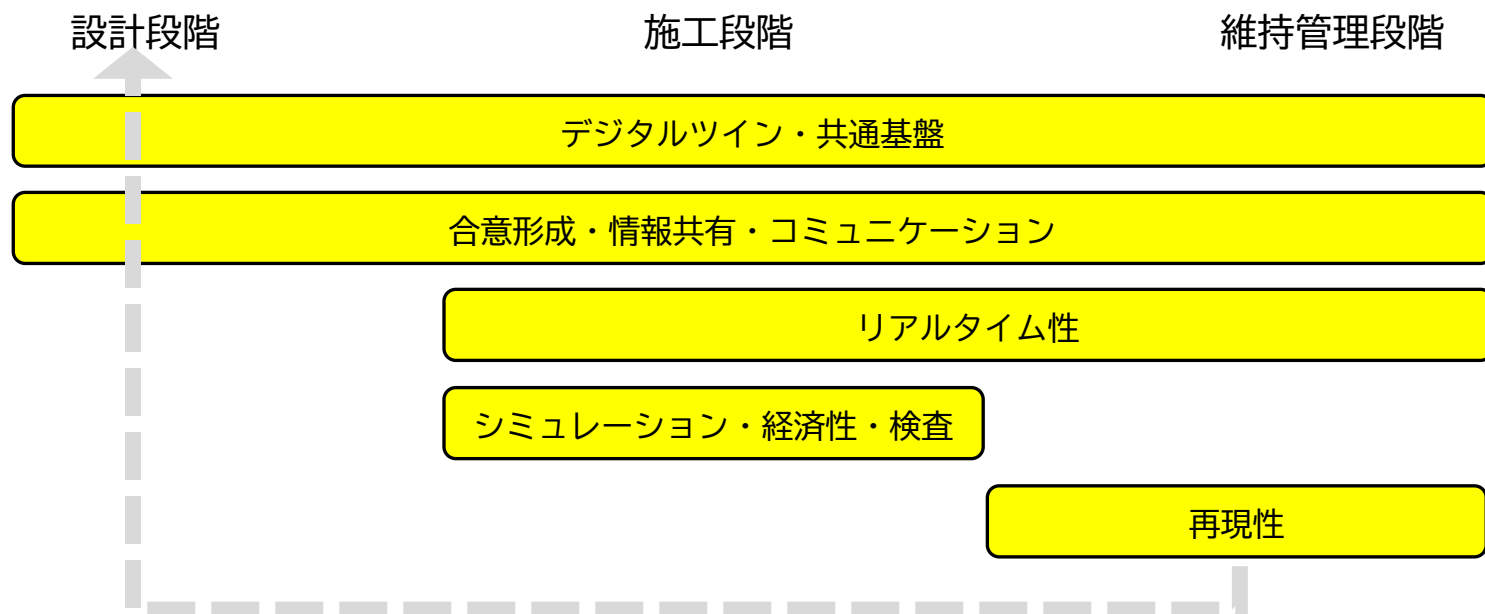 設計段階 施工段階 維持管理段階
デジタルツイン・共通基盤
合意形成・情報共有・コミュニケーション
リアルタイム性
シミュレーション・経済性・検査
再現性